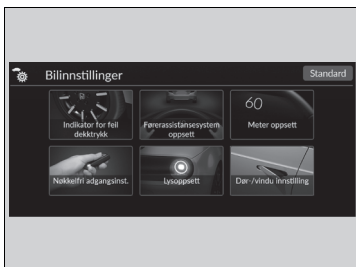 Bilinnstillinger
Standard
Indikator for feil
dekktrykk
Førerassistansesystem
oppsett
60
Meter oppsett
Nøkkelfri adgangsinst.
Lysoppsett
Dør-/vindu innstilling